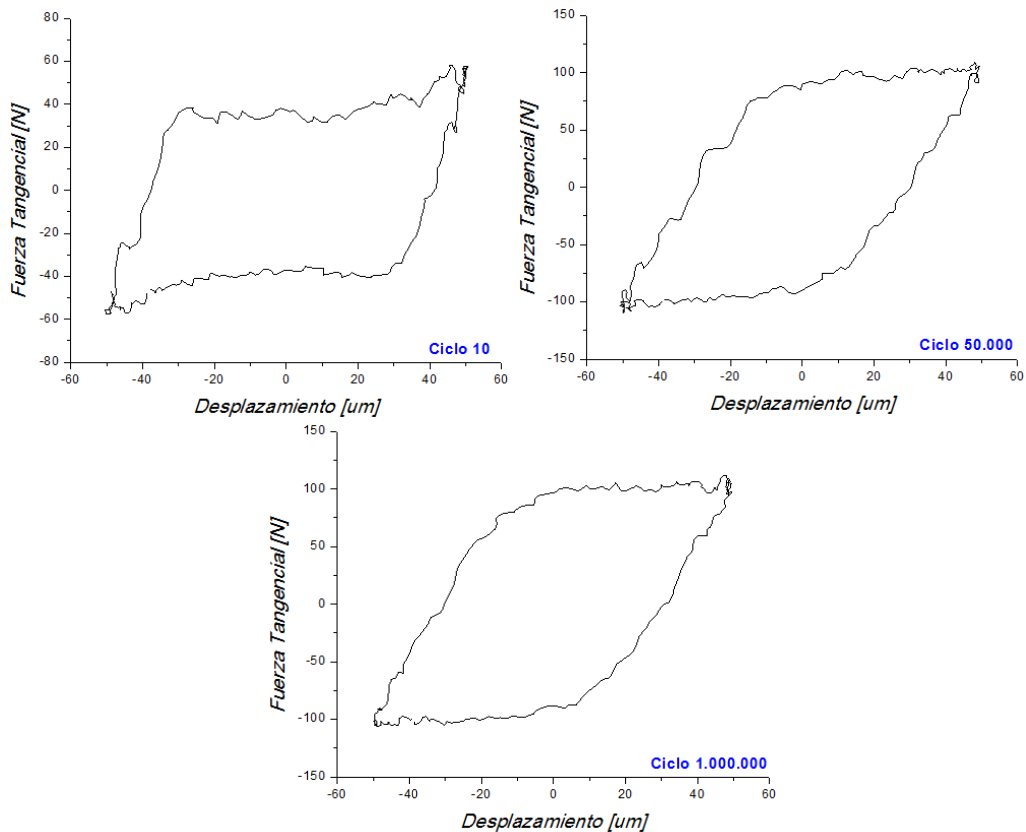 80
60
40
20
0
-20
-40
-60
-80
Fuerza Tangencial [N]
Ciclo 10
-60 -40 -20 0 20 40 60
Desplazamiento [um]
150
100
50
0
-50
-100
-150
Fuerza Tangencial [N]
Ciclo 50.000
-60 -40 -20 0 20 40 60
Desplazamiento [um]
150
100
50
0
-50
-100
-150
Fuerza Tangencial [N]
Ciclo 1.000.000
-60 -40 -20 0 20 40 60
Desplazamiento [um]